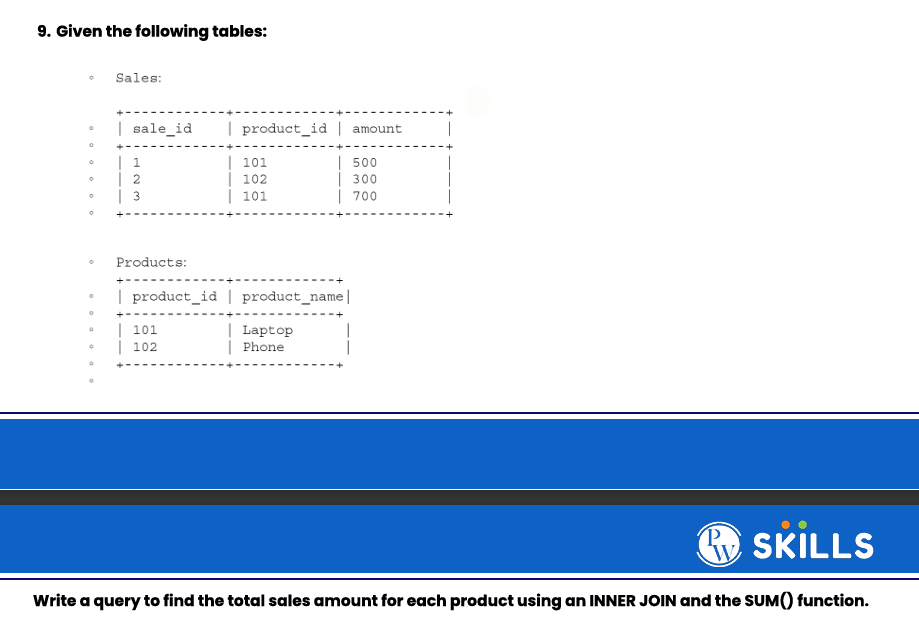 9. Given the following tables:
◦ Sales:
+------------+------------+------------+
◦ | sale_id | product_id | amount |
◦ +------------+------------+------------+
◦ | 1 | 101 | 500 |
◦ | 2 | 102 | 300 |
◦ | 3 | 101 | 700 |
◦ +------------+------------+------------+
◦ Products:
+------------+------------+
◦ | product_id | product_name|
◦ +------------+------------+
◦ | 101 | Laptop |
◦ | 102 | Phone |
◦ +------------+------------+
◦
PW SKILLS
Write a query to find the total sales amount for each product using an INNER JOIN and the SUM() function.